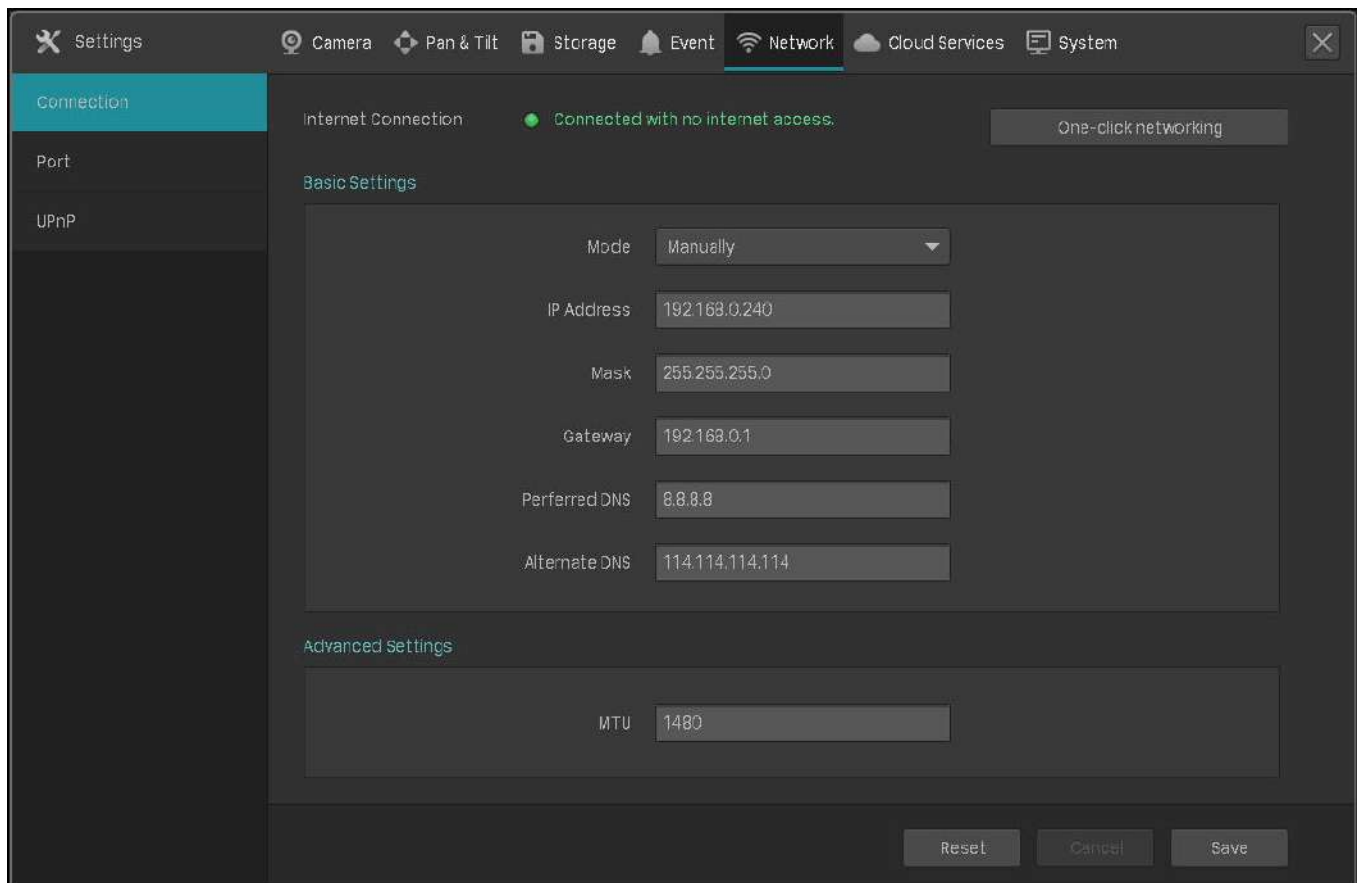 Settings
Camera
Pan & Tilt
Storage
Event
Network
Cloud Services
System
Connection
Port
UPnP
Internet Connection
Connected with no internet access.
One-click networking
Basic Settings
Mode
Manually
IP Address
192.168.0.240
Mask
255.255.255.0
Gateway
192.168.0.1
Perferred DNS
8.8.8.8
Alternate DNS
114.114.114.114
Advanced Settings
MTU
1480
Reset
Cancel
Save